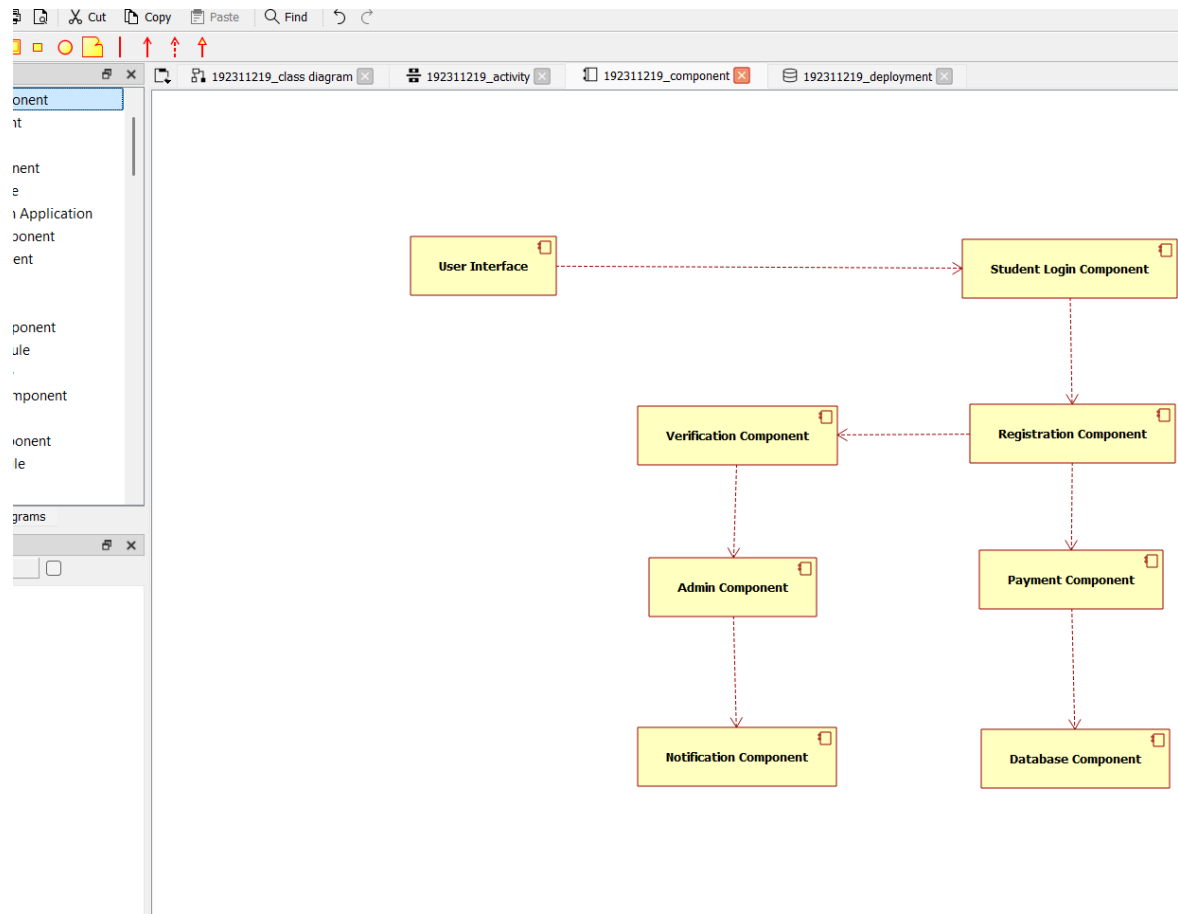 Cut Copy Paste Find
192311219_class diagram 192311219_activity 192311219_component 192311219_deployment
onent
nt
nent
e
Application
ponent
ent
ponent
ule
mponent
ponent
le
grams
User Interface
Student Login Component
Verification Component
Registration Component
Admin Component
Payment Component
Notification Component
Database Component